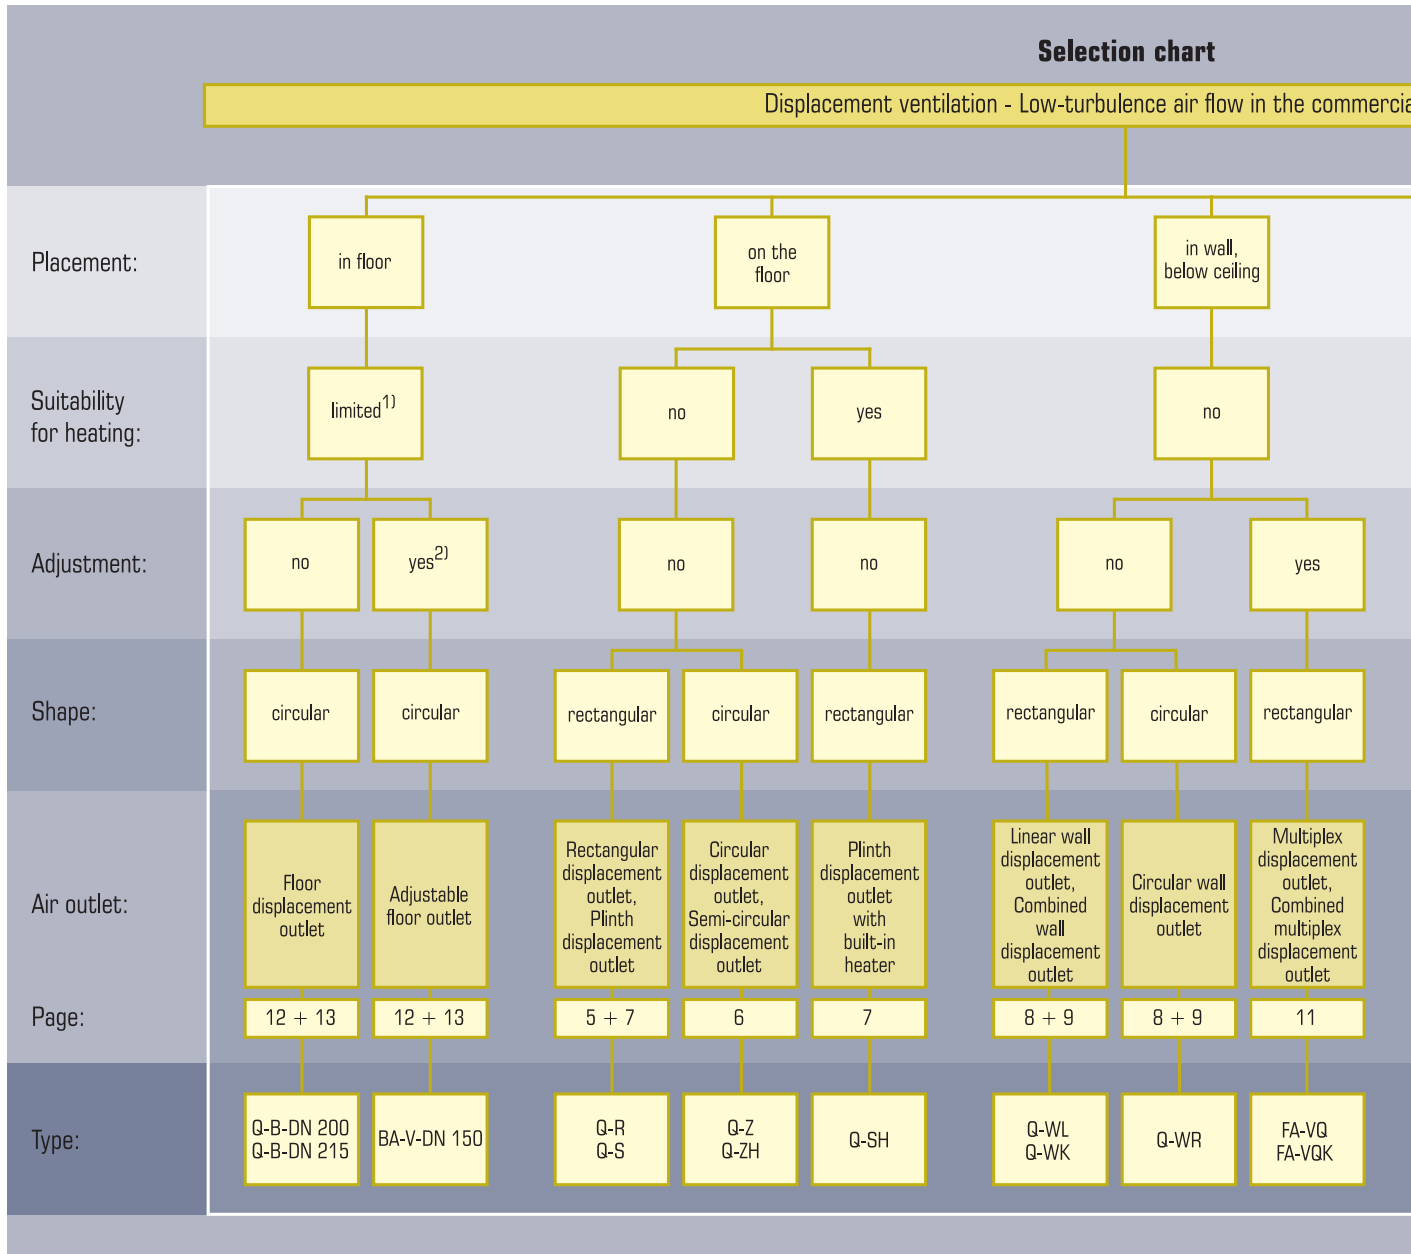 Selection chart
Displacement ventilation - Low-turbulence air flow in the commercia
Placement:
in floor
on the
floor
in wall,
below ceiling
Suitability
for heating:
limited1)
no
yes
no
Adjustment:
no
yes2)
no
no
no
yes
Shape:
circular
circular
rectangular
circular
rectangular
rectangular
circular
rectangular
Air outlet:
Floor
displacement
outlet
Adjustable
floor outlet
Rectangular
displacement
outlet,
Plinth
displacement
outlet
Circular
displacement
outlet,
Semi-circular
displacement
outlet
Plinth
displacement
outlet
with
built-in
heater
Linear wall
displacement
outlet,
Combined
wall
displacement
outlet
Circular wall
displacement
outlet
Multiplex
displacement
outlet,
Combined
multiplex
displacement
outlet
Page:
12 + 13
12 + 13
5 + 7
6
7
8 + 9
8 + 9
11
Type:
Q-B-DN 200
Q-B-DN 215
BA-V-DN 150
Q-R
Q-S
Q-Z
Q-ZH
Q-SH
Q-WL
Q-WK
Q-WR
FA-VQ
FA-VQK